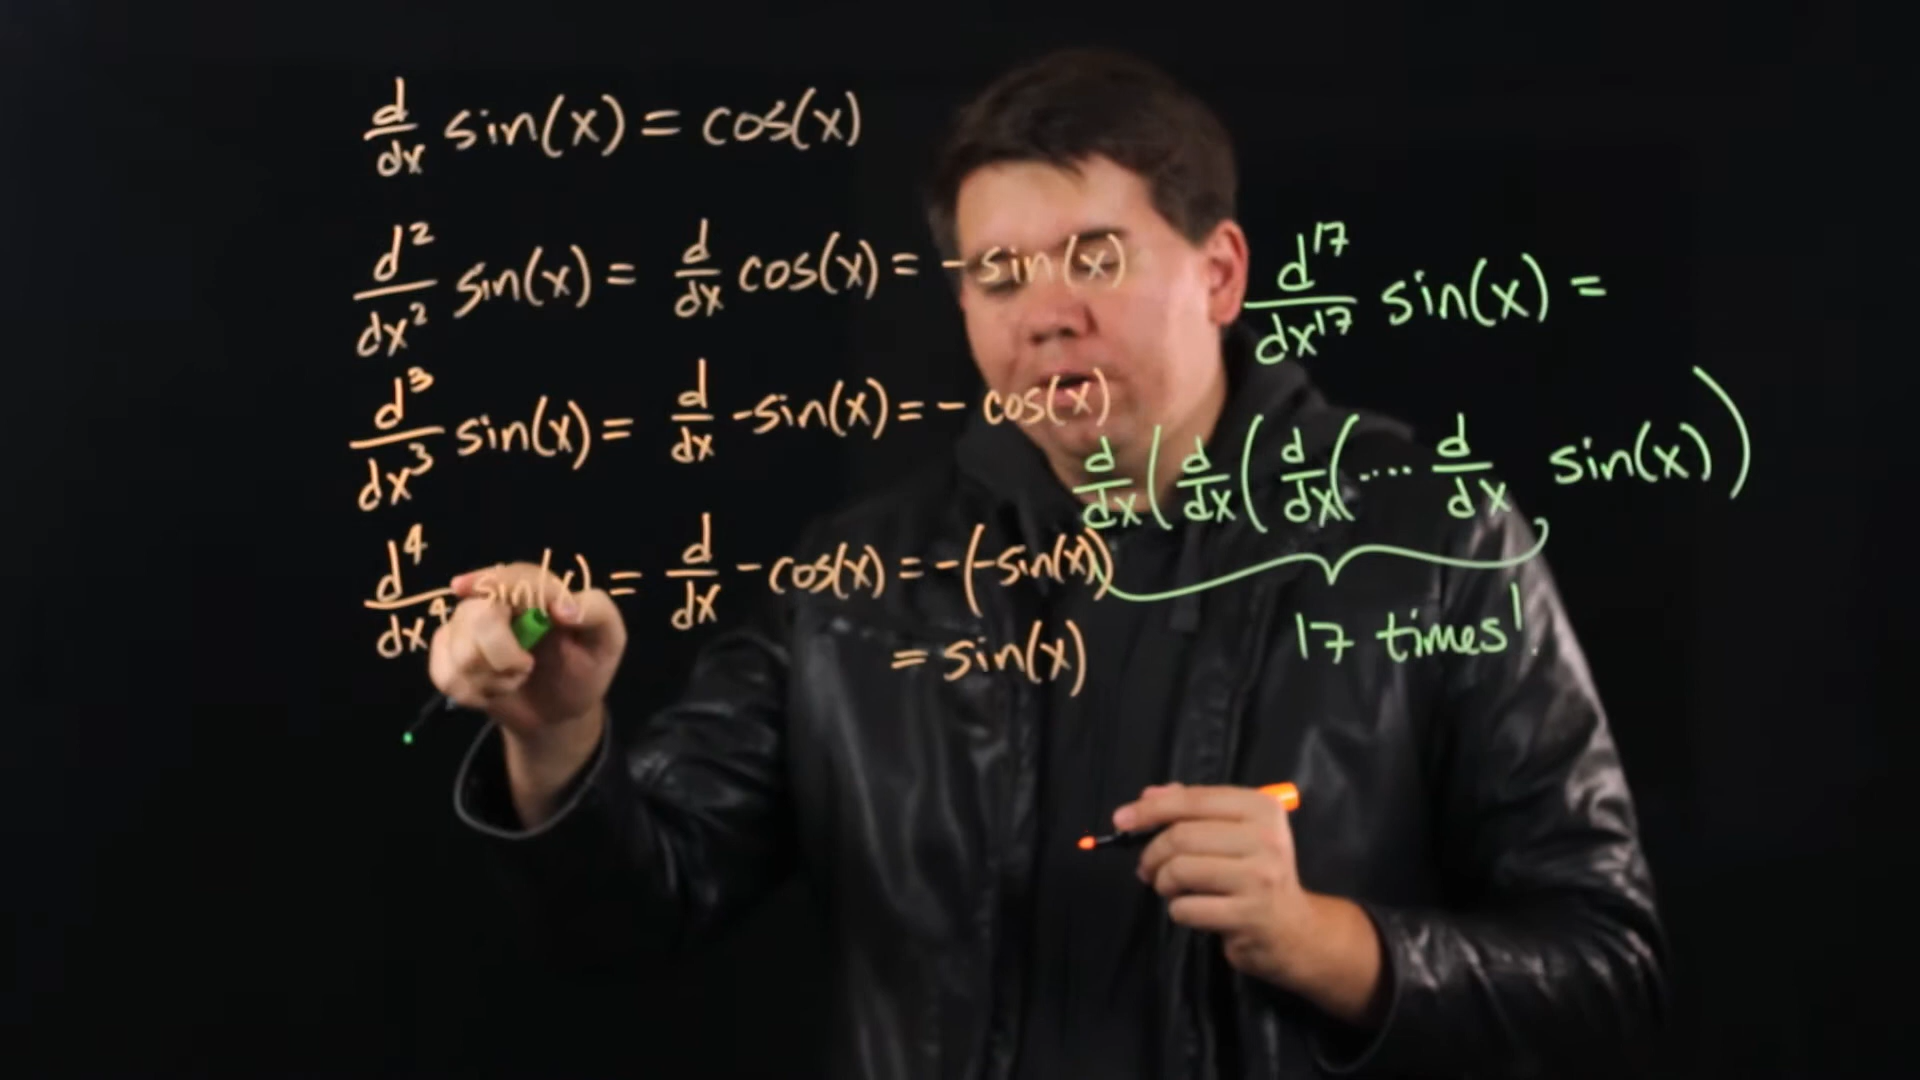 d/dx sin(x) = cos(x)
d²/dx² sin(x) = d/dx cos(x) = -sin(x)
d³/dx³ sin(x) = d/dx -sin(x) = - cos(x)
d⁴/dx⁴ sin(x) = d/dx - cos(x) = -(-sin(x))
= sin(x)
d¹⁷/dx¹⁷ sin(x) =
d/dx (d/dx (d/dx (.... d/dx sin(x))
17 times!